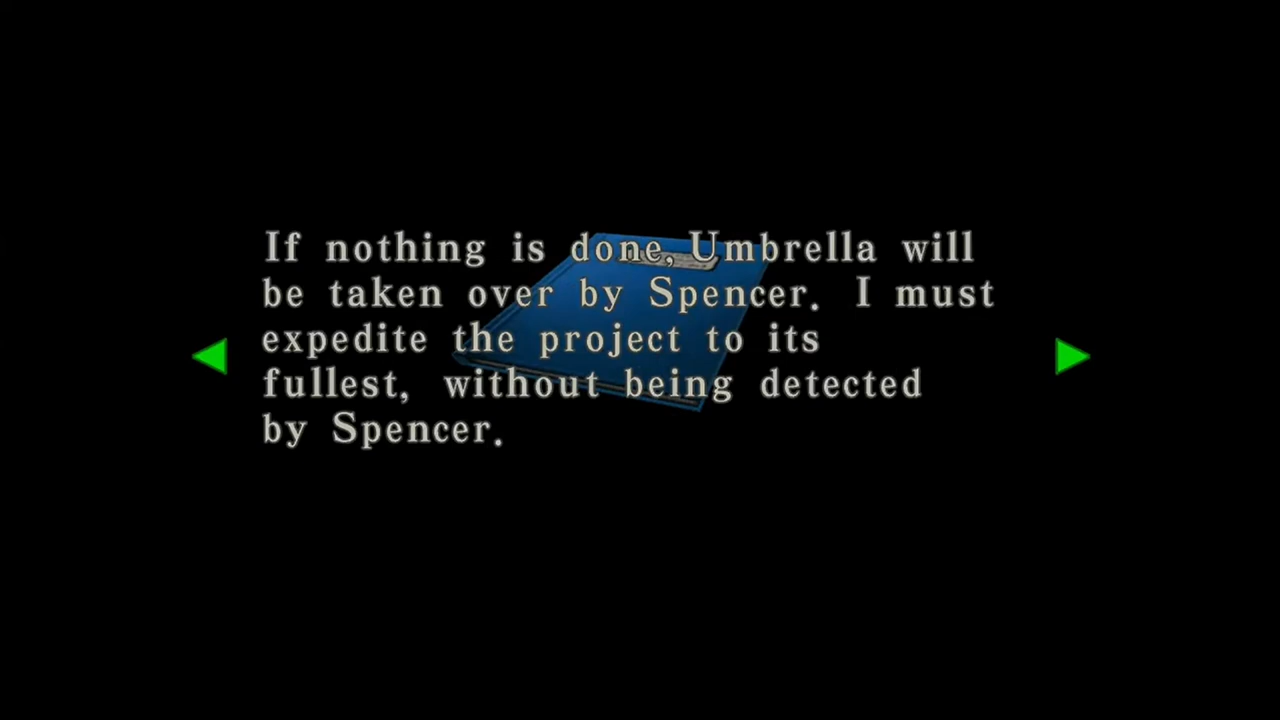 If nothing is done, Umbrella will
be taken over by Spencer. I must
expedite the project to its
fullest, without being detected
by Spencer.